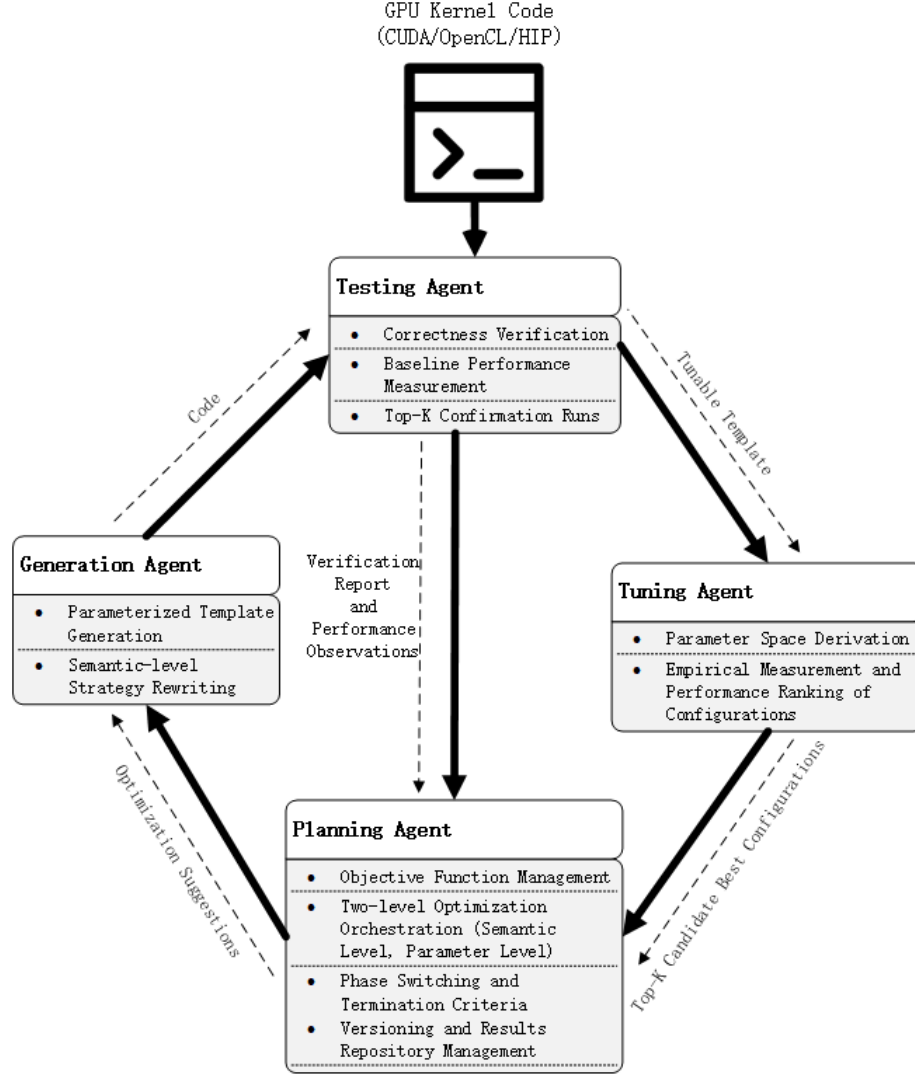 GPU Kernel Code
(CUDA/OpenCL/HIP)
Testing Agent
• Correctness Verification
• Baseline Performance
Measurement
• Top-K Confirmation Runs
Code
Tunable Template
Generation Agent
• Parameterized Template
Generation
• Semantic-level
Strategy Rewriting
Verification
Report
and
Performance
Observations
Tuning Agent
• Parameter Space Derivation
• Empirical Measurement and
Performance Ranking of
Configurations
Optimization Suggestions
Top-K Candidate Best Configurations
Planning Agent
• Objective Function Management
• Two-level Optimization
Orchestration (Semantic
Level, Parameter Level)
• Phase Switching and
Termination Criteria
• Versioning and Results
Repository Management